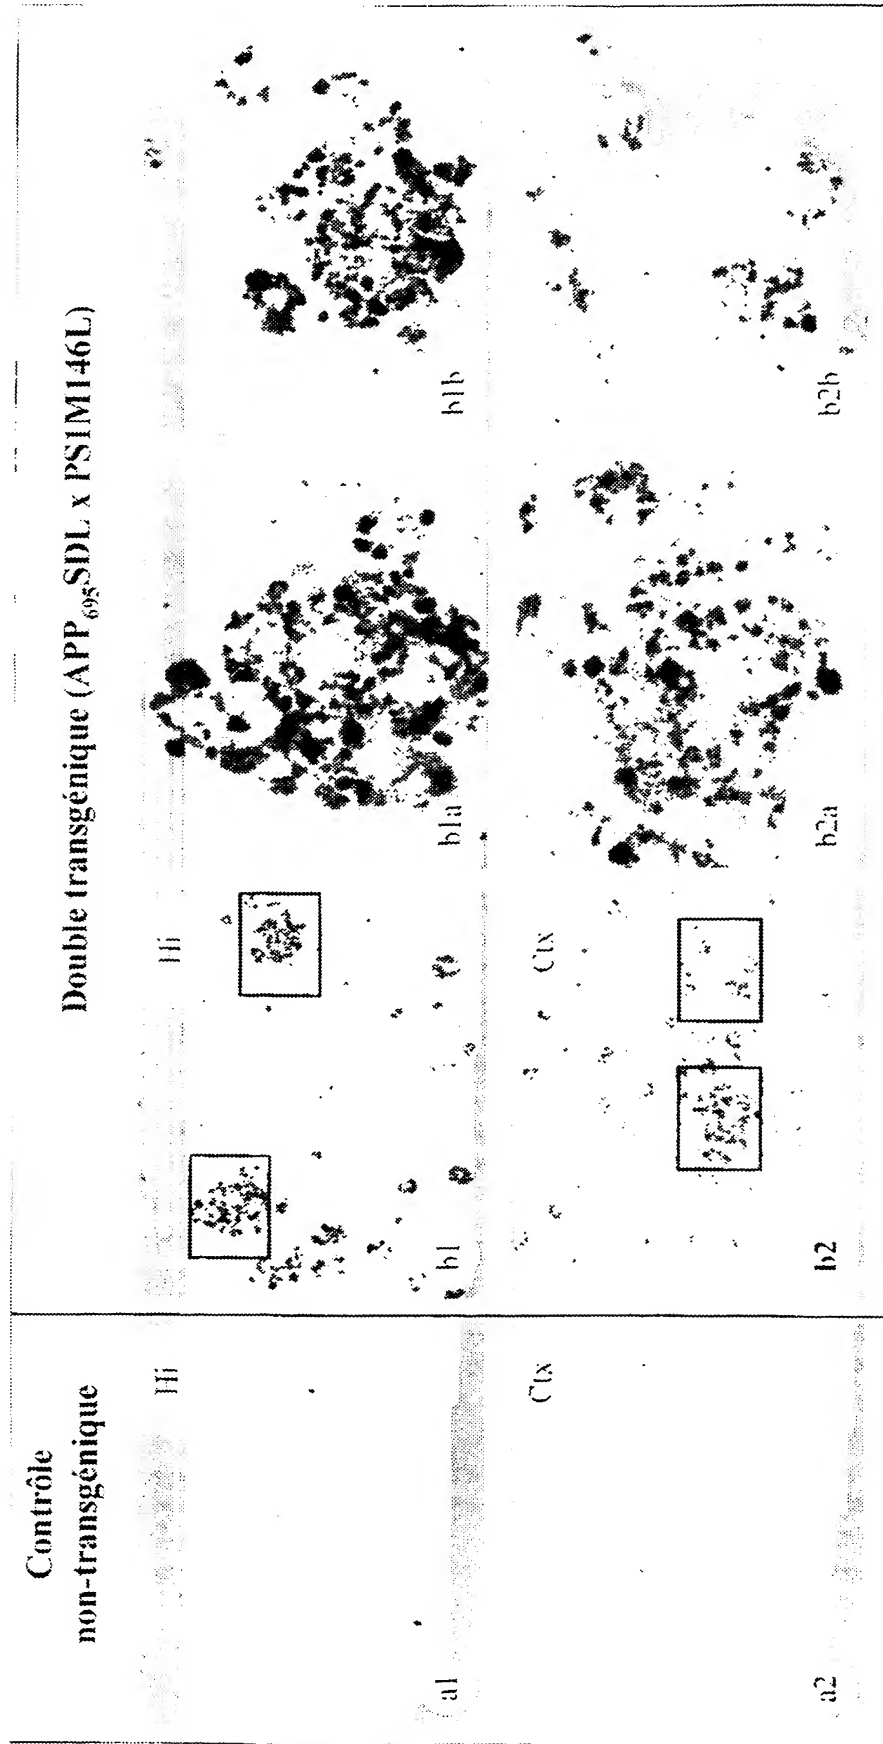 Contrôle
non-transgénique
Double transgénique (APP₆₉₅SDL x PS1M146L)
Hi
a1
Hi
b1
b1a
b1b
Ctx
a2
Ctx
b2
b2a
b2b